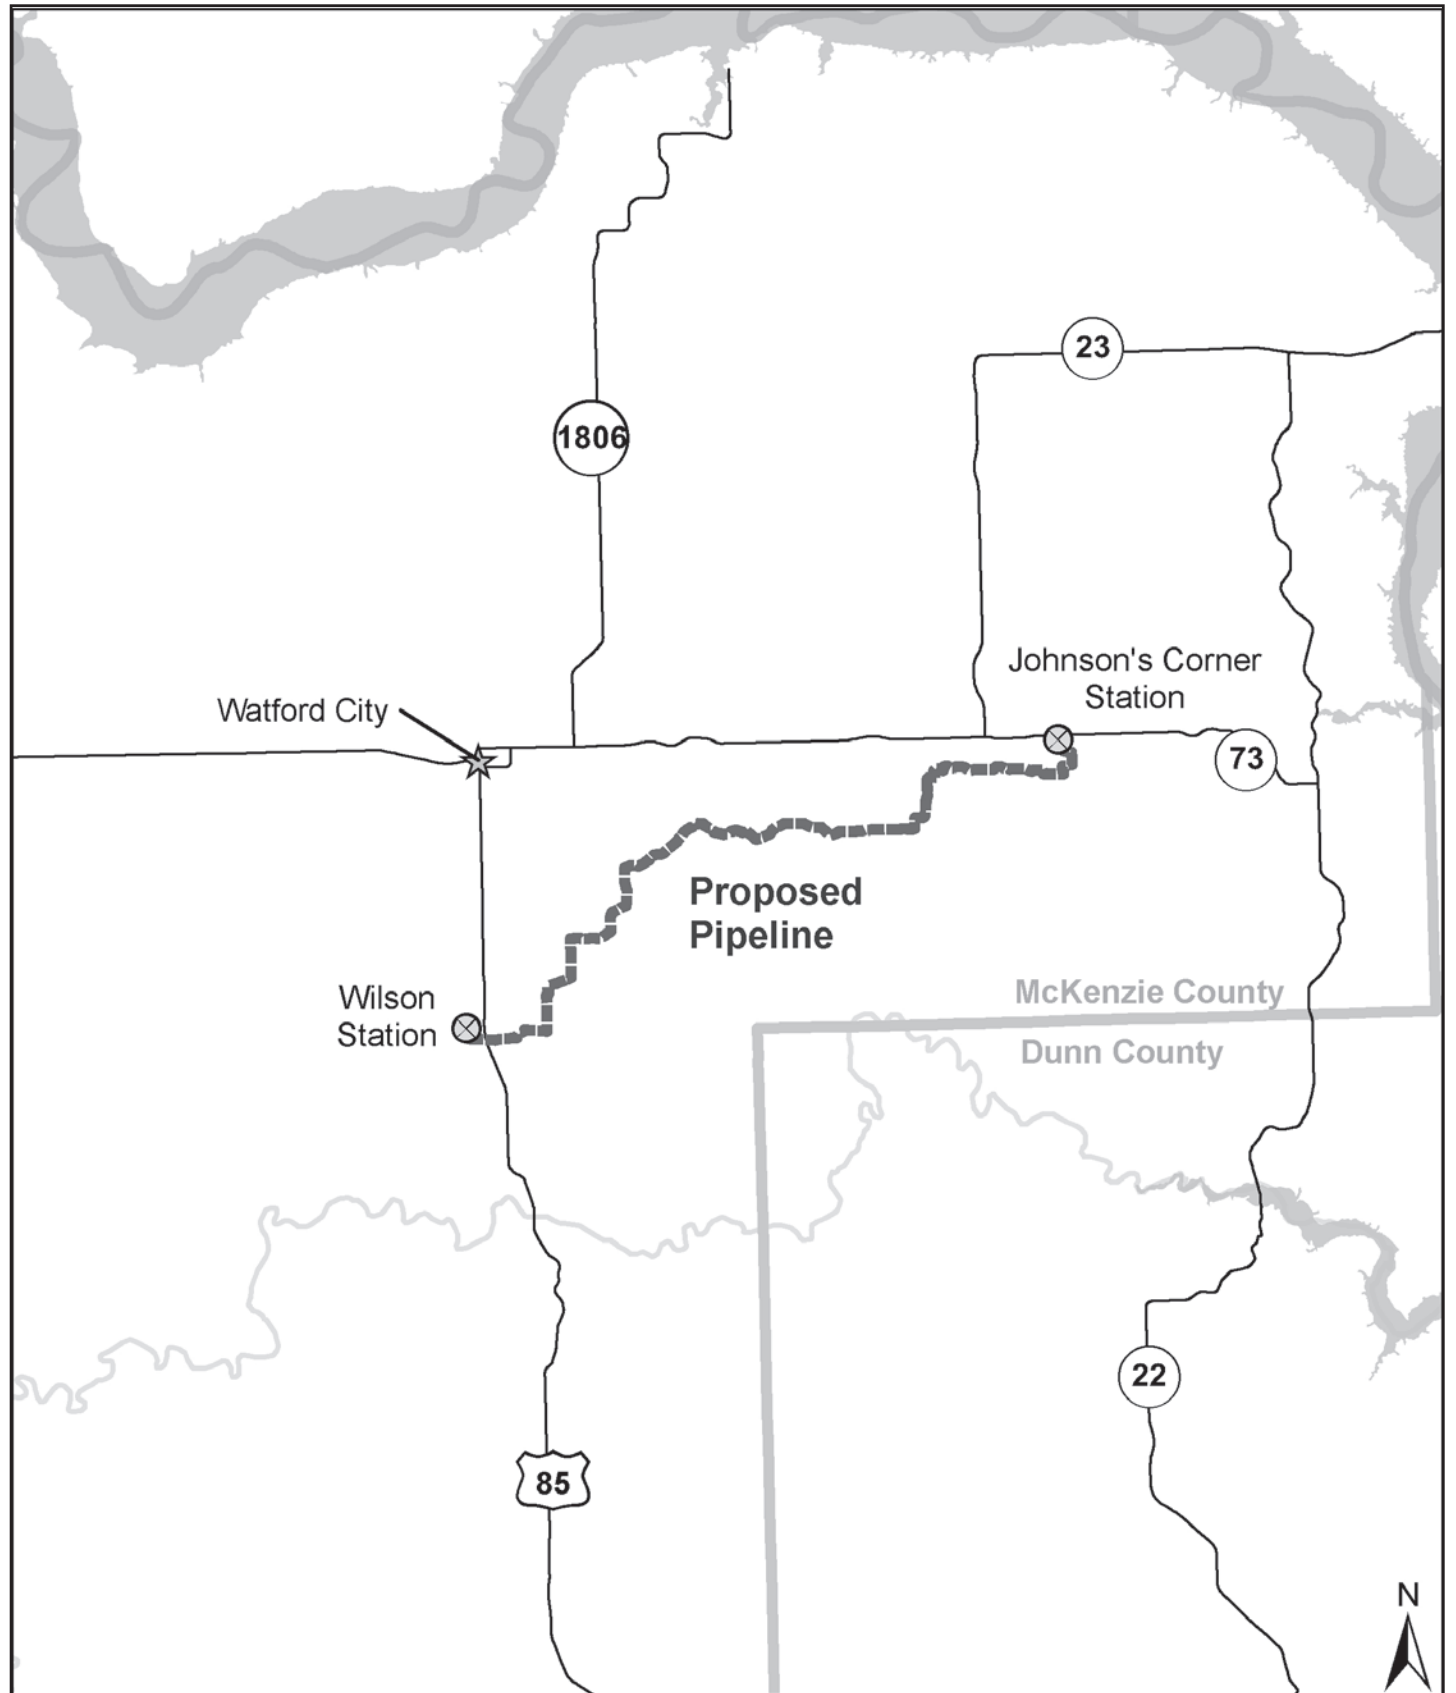 23
1806
Johnson's Corner
Station
Watford City
73
Proposed
Pipeline
Wilson
Station
McKenzie County
Dunn County
22
85
N